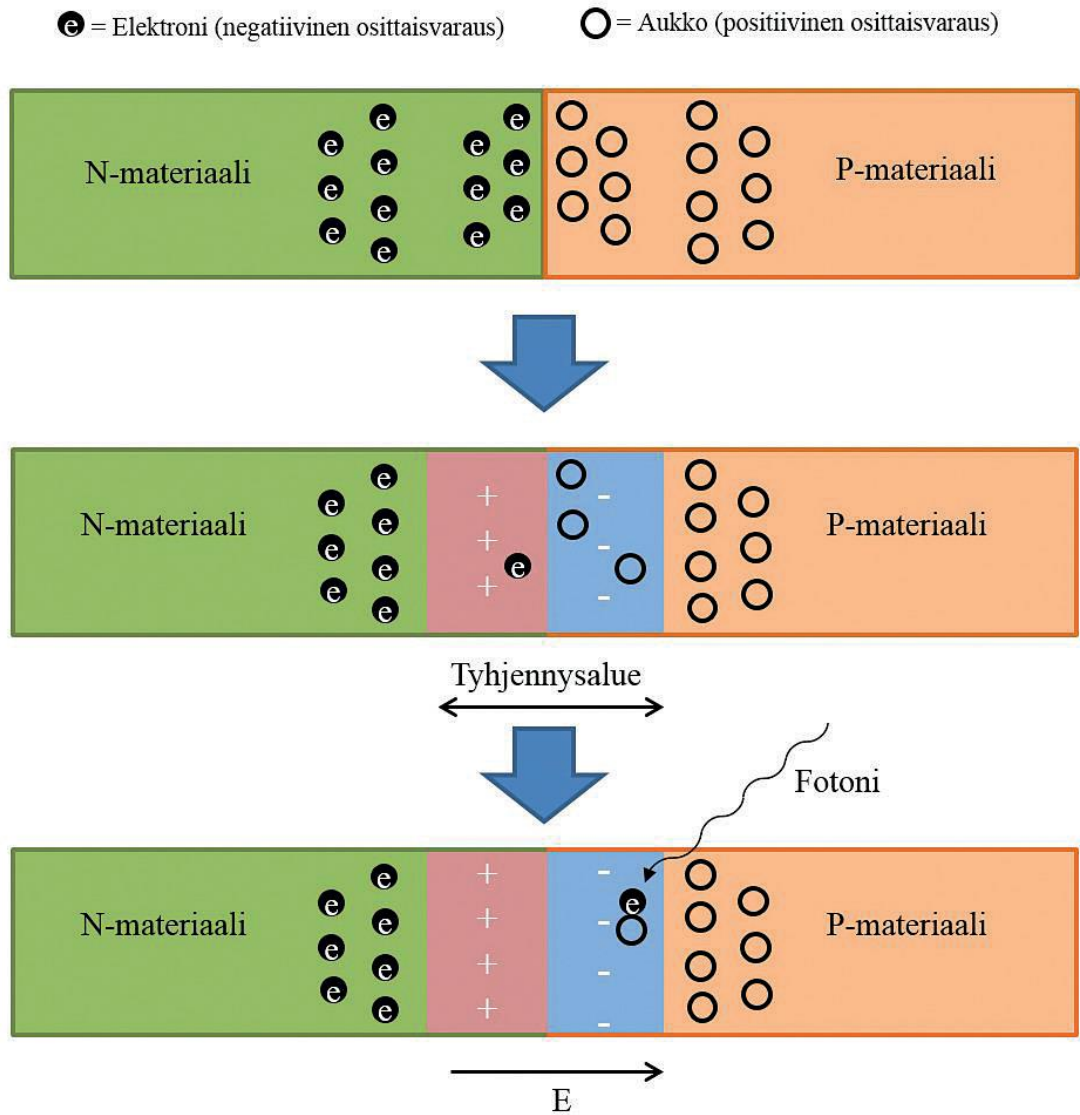 e = Elektroni (negatiivinen osittaisvaraus) = Aukko (positiivinen osittaisvaraus)
e e e e e e e e e e e e e
N-materiaali P-materiaali
e e e e e e e e
N-materiaali + + + - - - P-materiaali
Tyhjennysalue
Fotoni
e e e e e e e e
N-materiaali + + + + - - - - P-materiaali
E